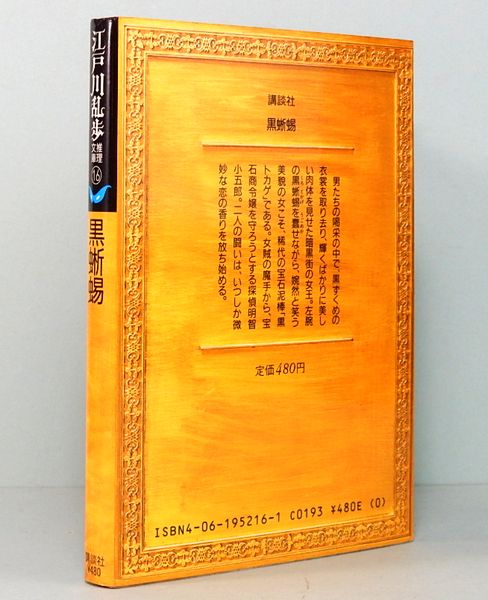 江戸川乱歩
推理
文庫
16
黒蜥蜴
講談社
¥480
講談社
黒蜥蜴
男たちの喝采の中で、黒ずくめの
衣裳を取り去り、輝くばかりに美し
い肉体を見せた暗黒街の女王。左腕
の黒蜥蜴を蠢せながら、婉然と笑う
美貌の女こそ、稀代の宝石泥棒「黒
トカゲ」である。女賊の魔手から、宝
石商令嬢を守ろうとする探偵明智
小五郎。二人の闘いは、いつしか微
妙な恋の香りを放ち始める。
定価480円
ISBN4-06-195216-1 C0193 ¥480E (0)